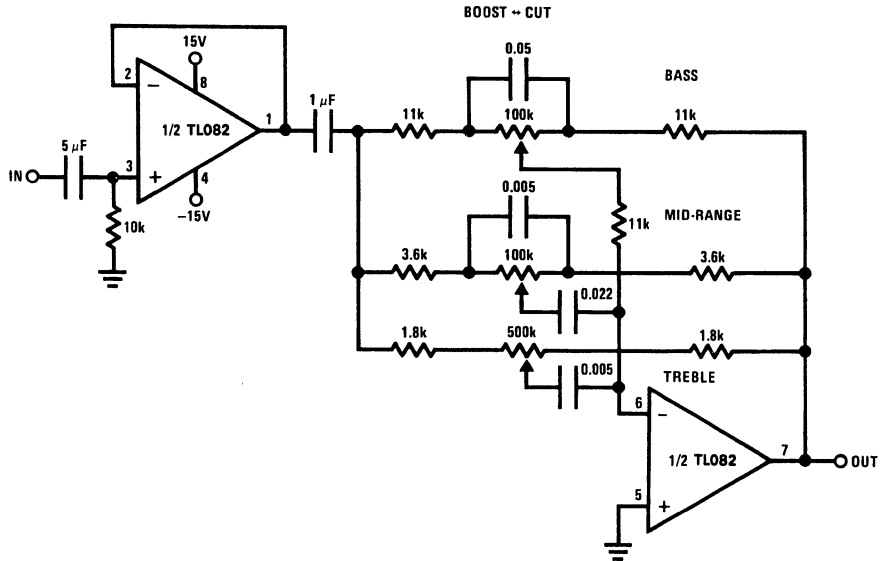 BOOST ↔ CUT
15V
0.05
BASS
2
8
−
1 µF
11k
100k
11k
1/2 TL082
1
5 µF
IN
3
+
4
−15V
10k
0.005
11k
MID-RANGE
3.6k
100k
3.6k
0.022
1.8k
500k
1.8k
0.005
TREBLE
6
−
1/2 TL082
7
OUT
5
+